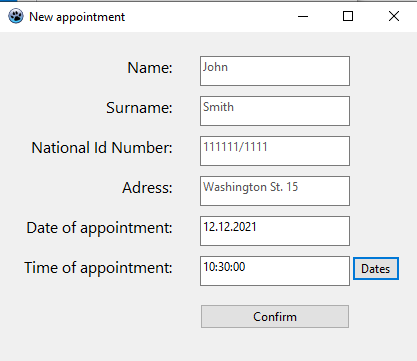 New appointment
Name: John
Surname: Smith
National Id Number: 111111/1111
Adress: Washington St. 15
Date of appointment: 12.12.2021
Time of appointment: 10:30:00 Dates
Confirm